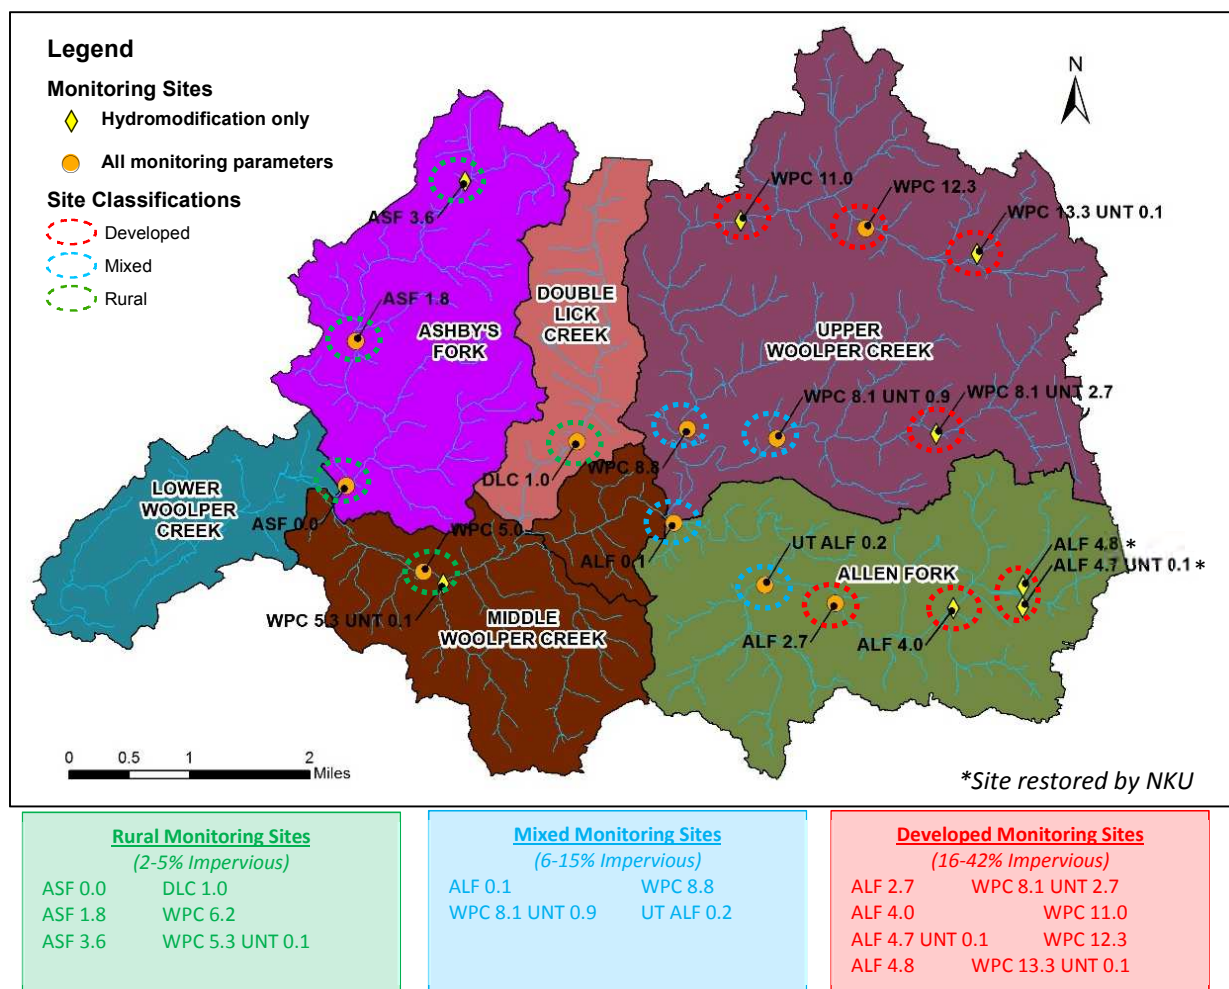 Legend
Monitoring Sites
Hydromodification only
All monitoring parameters
Site Classifications
Developed
Mixed
Rural
N
ASF 3.6
WPC 11.0
WPC 12.3
WPC 13.3 UNT 0.1
ASF 1.8
ASHBY'S
FORK
DOUBLE
LICK
CREEK
UPPER
WOOLPER CREEK
WPC 8.1 UNT 0.9
WPC 8.1 UNT 2.7
WPC 8.8
DLC 1.0
LOWER
WOOLPER
CREEK
ASF 0.0
WPC 5.0
ALF 0.1
UT ALF 0.2
ALF 4.8 *
ALF 4.7 UNT 0.1 *
ALLEN FORK
WPC 5.3 UNT 0.1
MIDDLE
WOOLPER CREEK
ALF 2.7
ALF 4.0
0 0.5 1 2
Miles
*Site restored by NKU
Rural Monitoring Sites
(2-5% Impervious)
ASF 0.0 DLC 1.0
ASF 1.8 WPC 6.2
ASF 3.6 WPC 5.3 UNT 0.1
Mixed Monitoring Sites
(6-15% Impervious)
ALF 0.1 WPC 8.8
WPC 8.1 UNT 0.9 UT ALF 0.2
Developed Monitoring Sites
(16-42% Impervious)
ALF 2.7 WPC 8.1 UNT 2.7
ALF 4.0 WPC 11.0
ALF 4.7 UNT 0.1 WPC 12.3
ALF 4.8 WPC 13.3 UNT 0.1